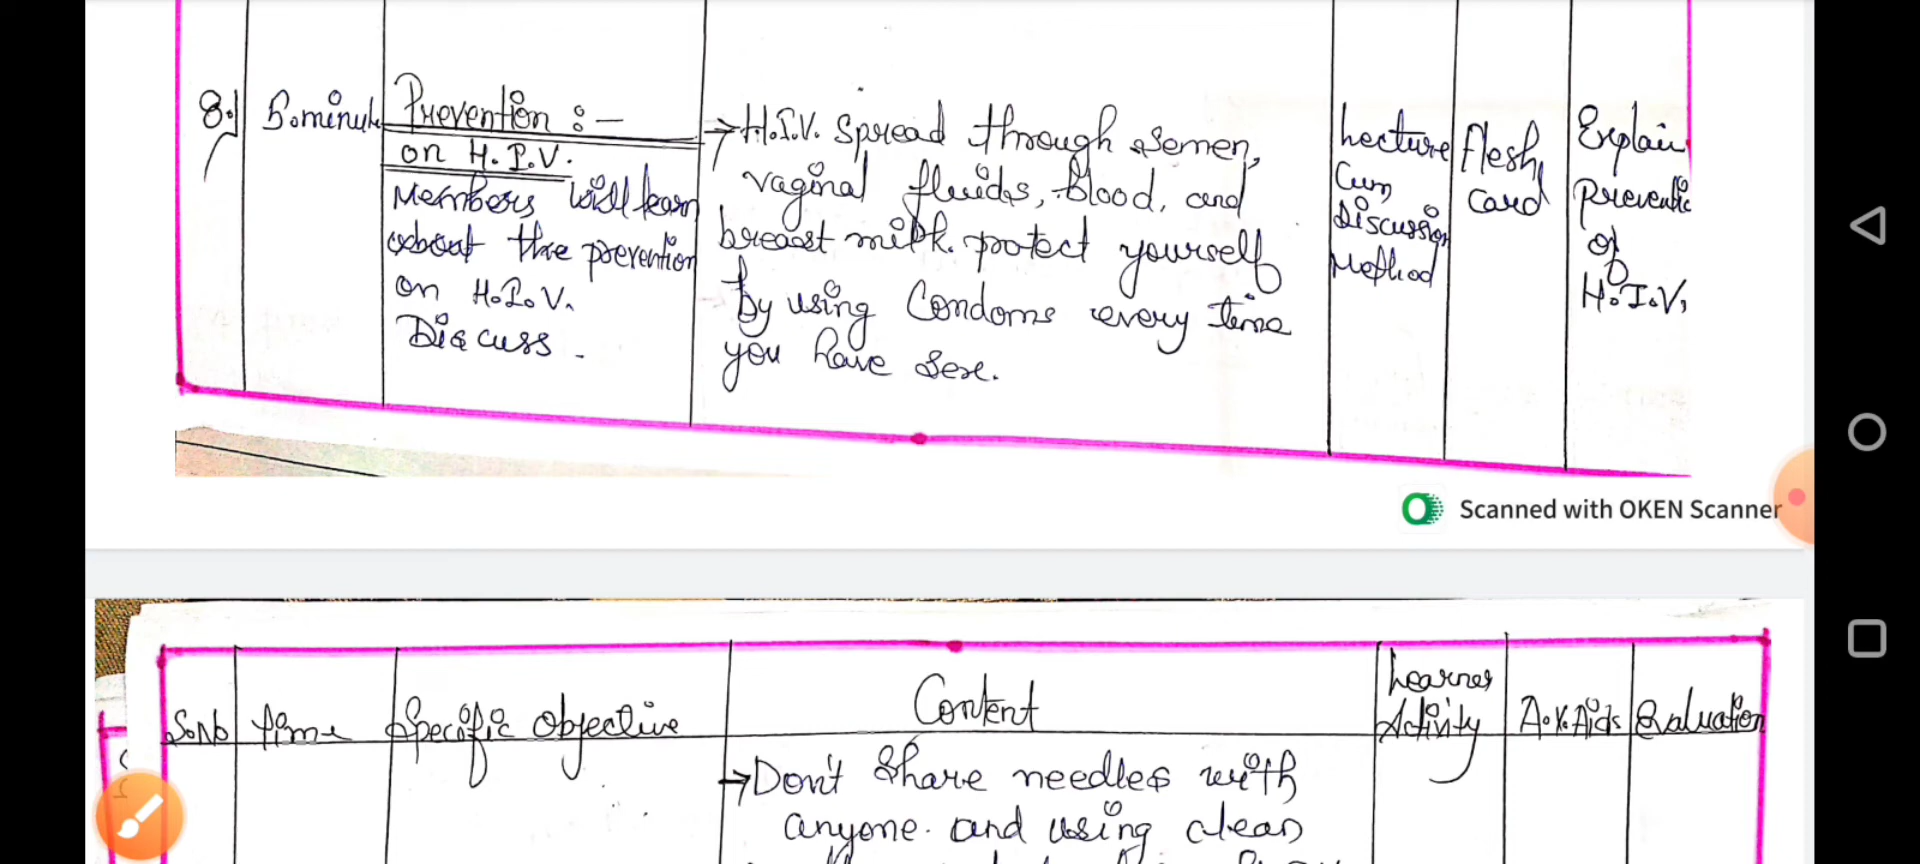 8.
5.minute
Prevention :-
on H.I.V.
Members will learn
about the prevention
on H.I.V.
Discuss.
→ H.I.V. Spread through semen,
vaginal fluids, blood, and
breast milk. protect yourself
by using Condoms every time
you have sex.
Lecture
Cum
Discussion
Method
Flesh
card
Explain
Preventio
of
H.I.V.
Scanned with OKEN Scanner
S.No
time
Specific objective
Content
Learner
Activity
A.V.Aids
Evaluation
→ Don't Share needles with
anyone. and using clean